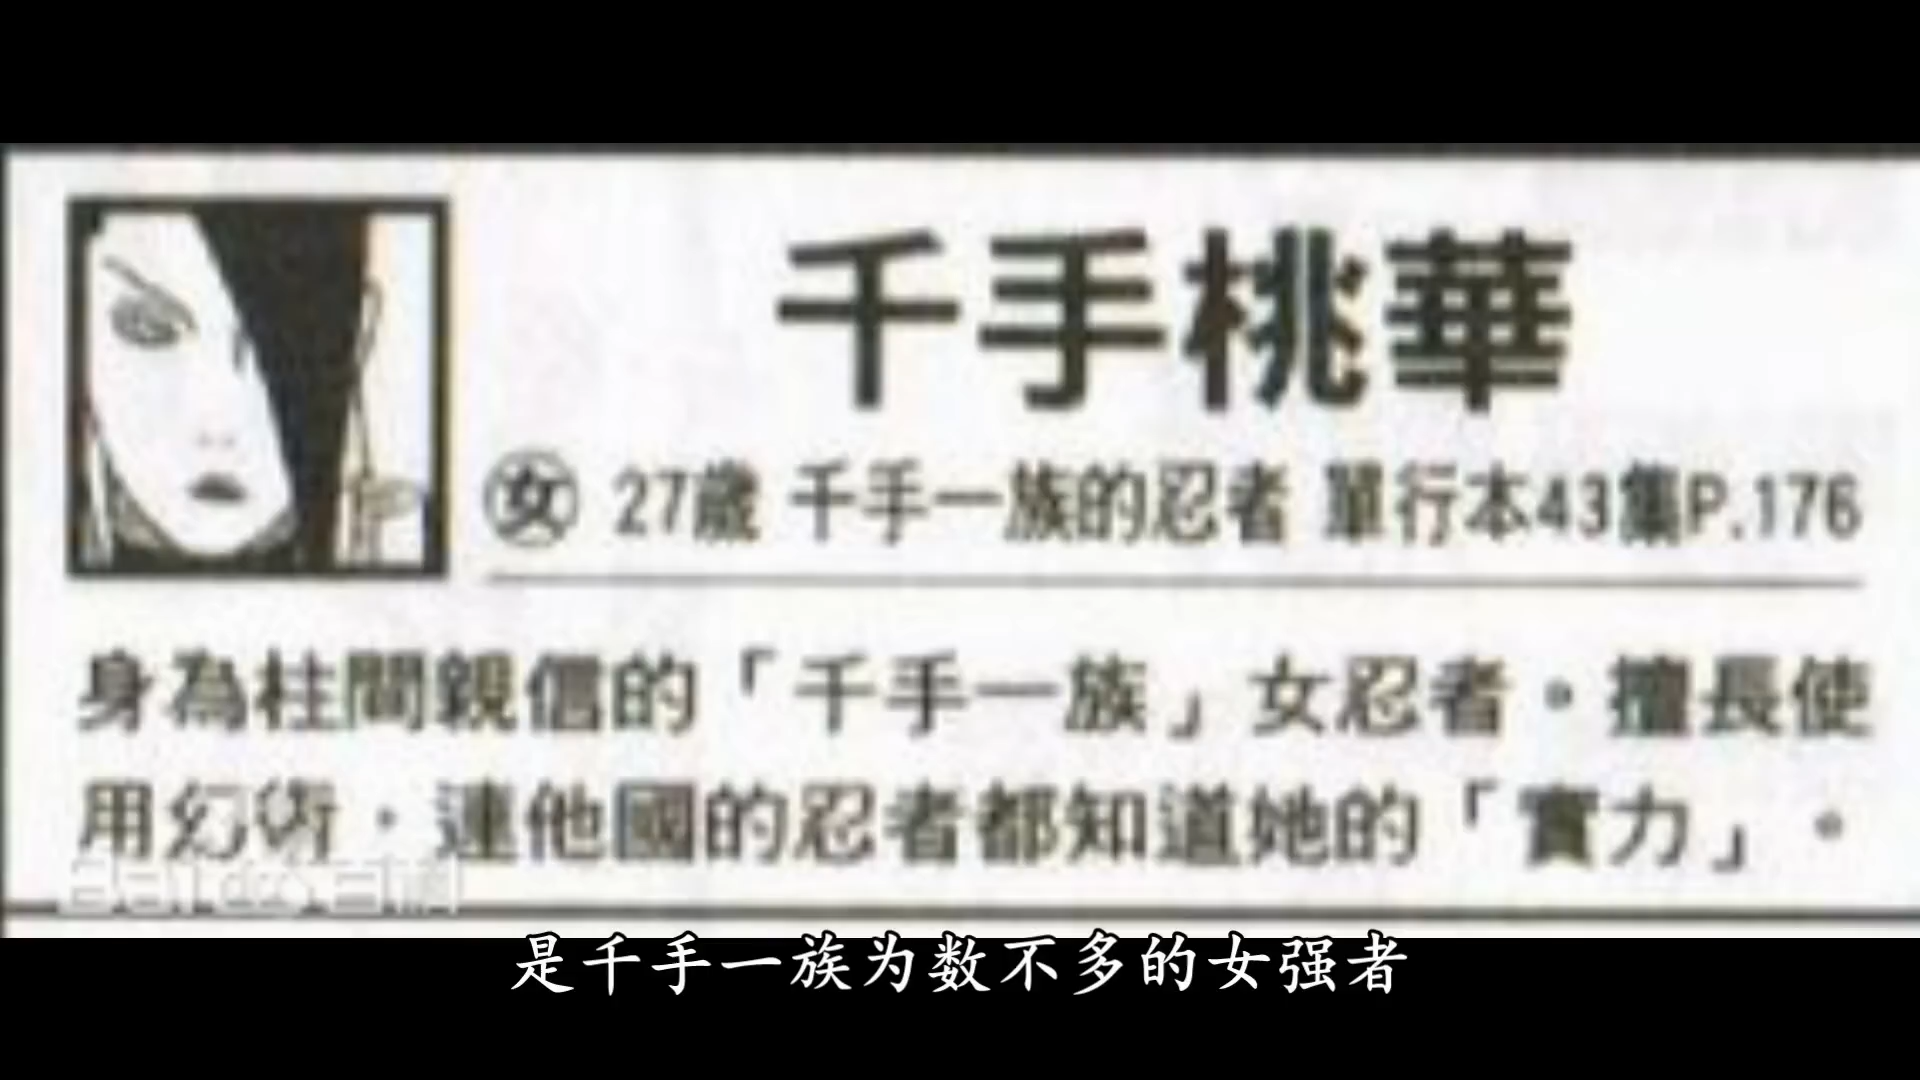 千手桃華
女 27歲 千手一族的忍者 單行本43集P.176
身為柱間親信的「千手一族」女忍者。擅長使
用幻術，連他國的忍者都知道她的「實力」。
是千手一族为数不多的女强者